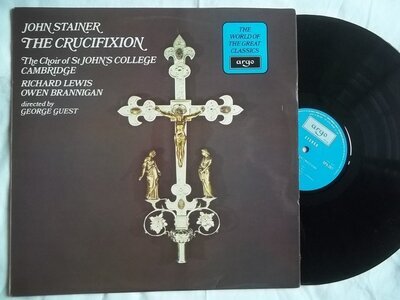 JOHN STAINER
THE CRUCIFIXION
The Choir of St JOHN'S COLLEGE
CAMBRIDGE
RICHARD LEWIS
OWEN BRANNIGAN
directed by
GEORGE GUEST
THE WORLD
OF THE GREAT
CLASSICS
argo
argo
STEREO